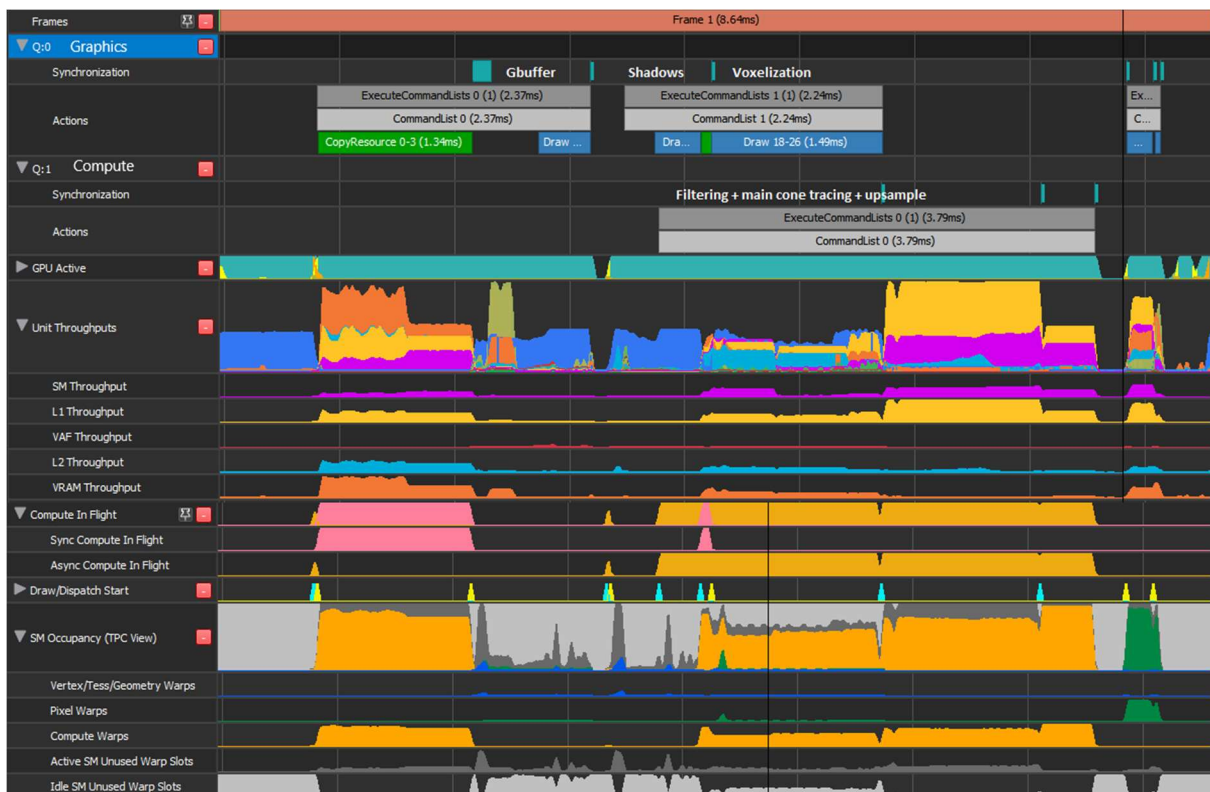 Frames
Frame 1 (8.64ms)
Q:0 Graphics
Synchronization
Gbuffer Shadows Voxelization
ExecuteCommandLists 0 (1) (2.37ms) ExecuteCommandLists 1 (1) (2.24ms) Ex...
Actions
CommandList 0 (2.37ms) CommandList 1 (2.24ms) C...
CopyResource 0-3 (1.34ms) Draw ... Dra... Draw 18-26 (1.49ms) ...
Q:1 Compute
Synchronization
Filtering + main cone tracing + upsample
Actions
ExecuteCommandLists 0 (1) (3.79ms)
CommandList 0 (3.79ms)
GPU Active
Unit Throughputs
SM Throughput
L1 Throughput
VAF Throughput
L2 Throughput
VRAM Throughput
Compute In Flight
Sync Compute In Flight
Async Compute In Flight
Draw/Dispatch Start
SM Occupancy (TPC View)
Vertex/Tess/Geometry Warps
Pixel Warps
Compute Warps
Active SM Unused Warp Slots
Idle SM Unused Warp Slots